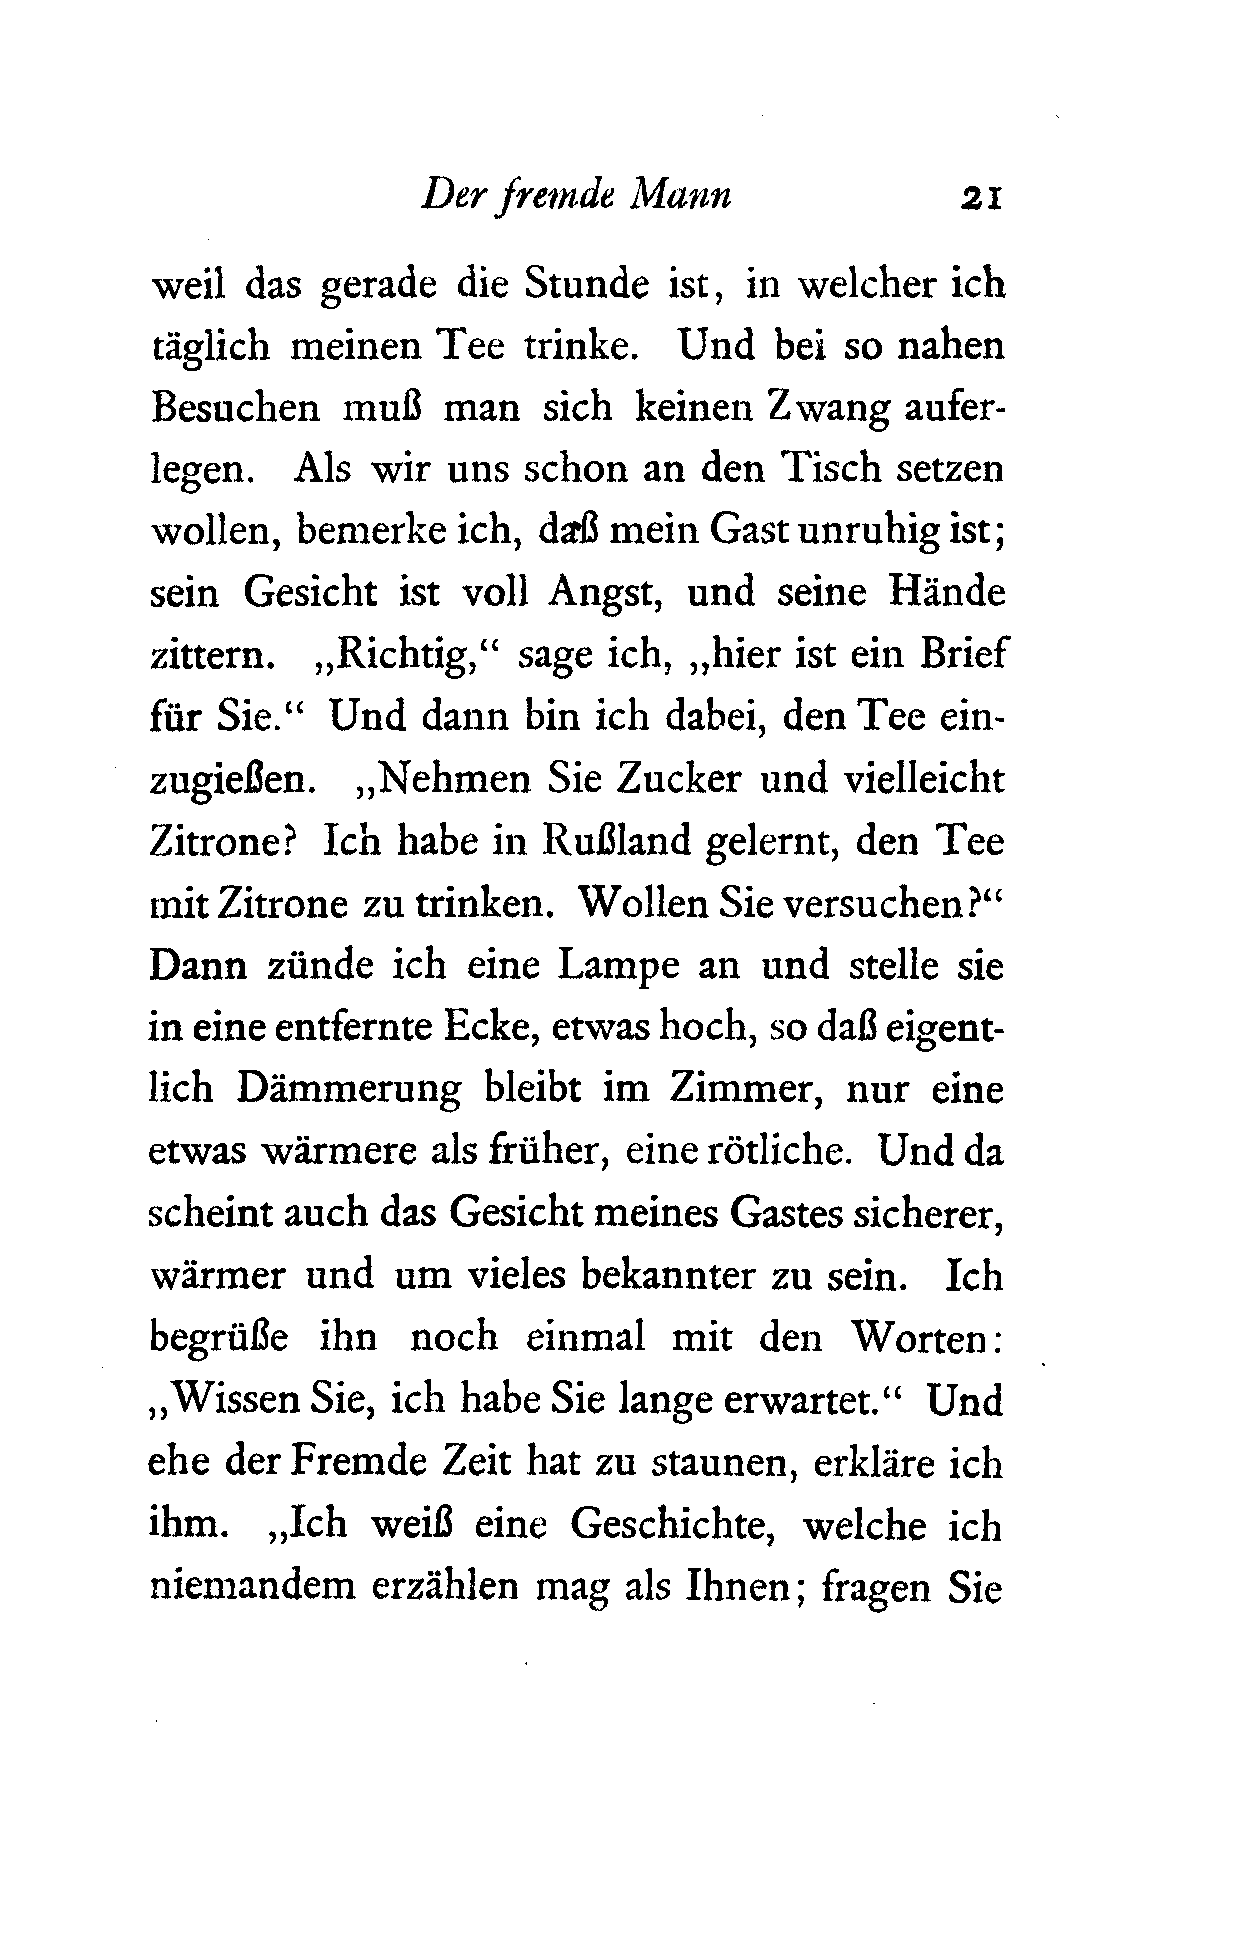 Der fremde Mann 21
weil das gerade die Stunde ist, in welcher ich
täglich meinen Tee trinke. Und bei so nahen
Besuchen muß man sich keinen Zwang aufer-
legen. Als wir uns schon an den Tisch setzen
wollen, bemerke ich, daß mein Gast unruhig ist;
sein Gesicht ist voll Angst, und seine Hände
zittern. „Richtig,“ sage ich, „hier ist ein Brief
für Sie.“ Und dann bin ich dabei, den Tee ein-
zugießen. „Nehmen Sie Zucker und vielleicht
Zitrone? Ich habe in Rußland gelernt, den Tee
mit Zitrone zu trinken. Wollen Sie versuchen?“
Dann zünde ich eine Lampe an und stelle sie
in eine entfernte Ecke, etwas hoch, so daß eigent-
lich Dämmerung bleibt im Zimmer, nur eine
etwas wärmere als früher, eine rötliche. Und da
scheint auch das Gesicht meines Gastes sicherer,
wärmer und um vieles bekannter zu sein. Ich
begrüße ihn noch einmal mit den Worten:
„Wissen Sie, ich habe Sie lange erwartet.“ Und
ehe der Fremde Zeit hat zu staunen, erkläre ich
ihm. „Ich weiß eine Geschichte, welche ich
niemandem erzählen mag als Ihnen; fragen Sie